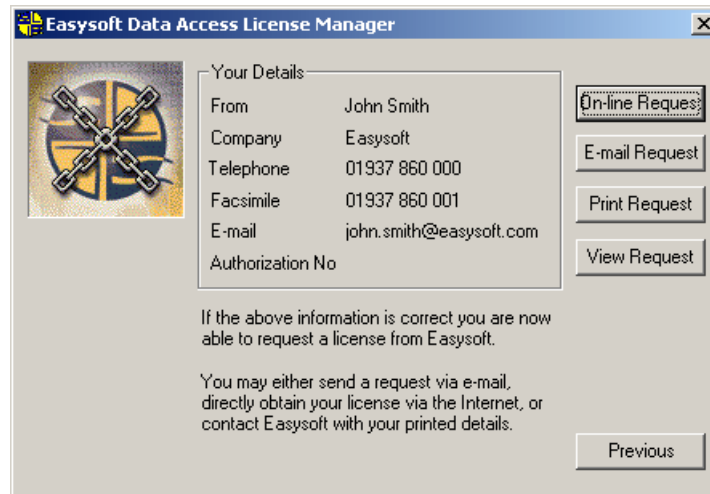 Easysoft Data Access License Manager
Your Details
From John Smith
Company Easysoft
Telephone 01937 860 000
Facsimile 01937 860 001
E-mail john.smith@easysoft.com
Authorization No
On-line Reques
E-mail Request
Print Request
View Request
If the above information is correct you are now
able to request a license from Easysoft.
You may either send a request via e-mail,
directly obtain your license via the Internet, or
contact Easysoft with your printed details.
Previous